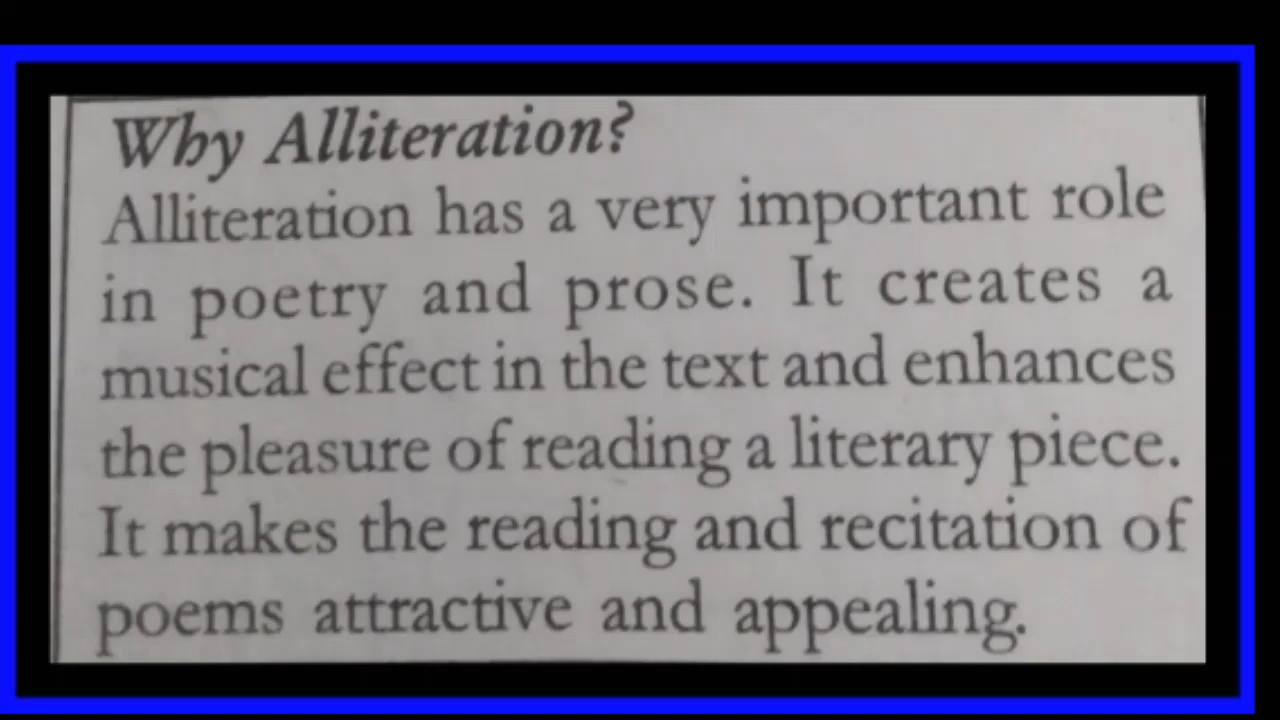 Why Alliteration?
Alliteration has a very important role
in poetry and prose. It creates a
musical effect in the text and enhances
the pleasure of reading a literary piece.
It makes the reading and recitation of
poems attractive and appealing.